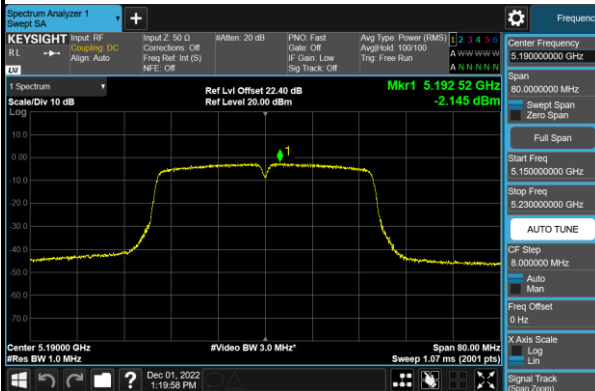 Spectrum Analyzer 1
Swept SA
Frequenc
KEYSIGHT
Input: RF
Input Z: 50 Ω
#Atten: 20 dB
PNO: Fast
Avg Type: Power (RMS)
1 2 3 4 5 6
RL
Coupling: DC
Corrections: Off
Gate: Off
Avg|Hold: 100/100
A W W W W W
Align: Auto
Freq Ref: Int (S)
IF Gain: Low
Trig: Free Run
NFE: Off
Sig Track: Off
A N N N N N
LXI
1 Spectrum
Ref Lvl Offset 22.40 dB
Mkr1 5.192 52 GHz
Scale/Div 10 dB
Ref Level 20.00 dBm
-2.145 dBm
Log
10.0
0.00
1
-10.0
-20.0
-30.0
-40.0
-50.0
-60.0
-70.0
Center 5.19000 GHz
#Video BW 3.0 MHz*
Span 80.00 MHz
#Res BW 1.0 MHz
Sweep 1.07 ms (2001 pts)
Dec 01, 2022
1:19:58 PM
Center Frequency
5.190000000 GHz
Span
80.0000000 MHz
Swept Span
Zero Span
Full Span
Start Freq
5.150000000 GHz
Stop Freq
5.230000000 GHz
AUTO TUNE
CF Step
8.000000 MHz
Auto
Man
Freq Offset
0 Hz
X Axis Scale
Log
Lin
Signal Track
(Span Zoom)